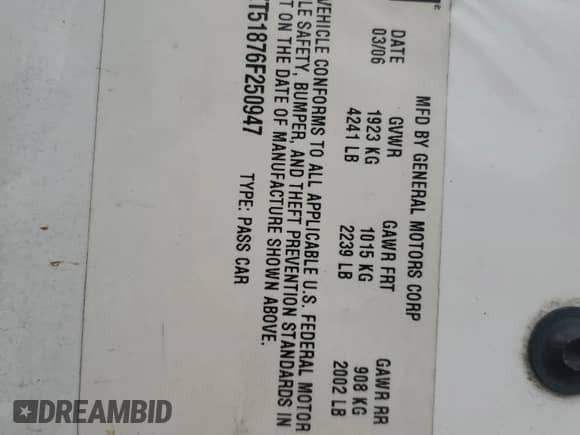 MFD BY GENERAL MOTORS CORP
DATE GVWR GAWR FRT GAWR RR
03/06 1923 KG 1015 KG 908 KG
4241 LB 2239 LB 2002 LB
VEHICLE CONFORMS TO ALL APPLICABLE U.S. FEDERAL MOTOR
LE SAFETY, BUMPER, AND THEFT PREVENTION STANDARDS IN
T ON THE DATE OF MANUFACTURE SHOWN ABOVE.
T51876F250947 TYPE: PASS CAR
DREAMBID